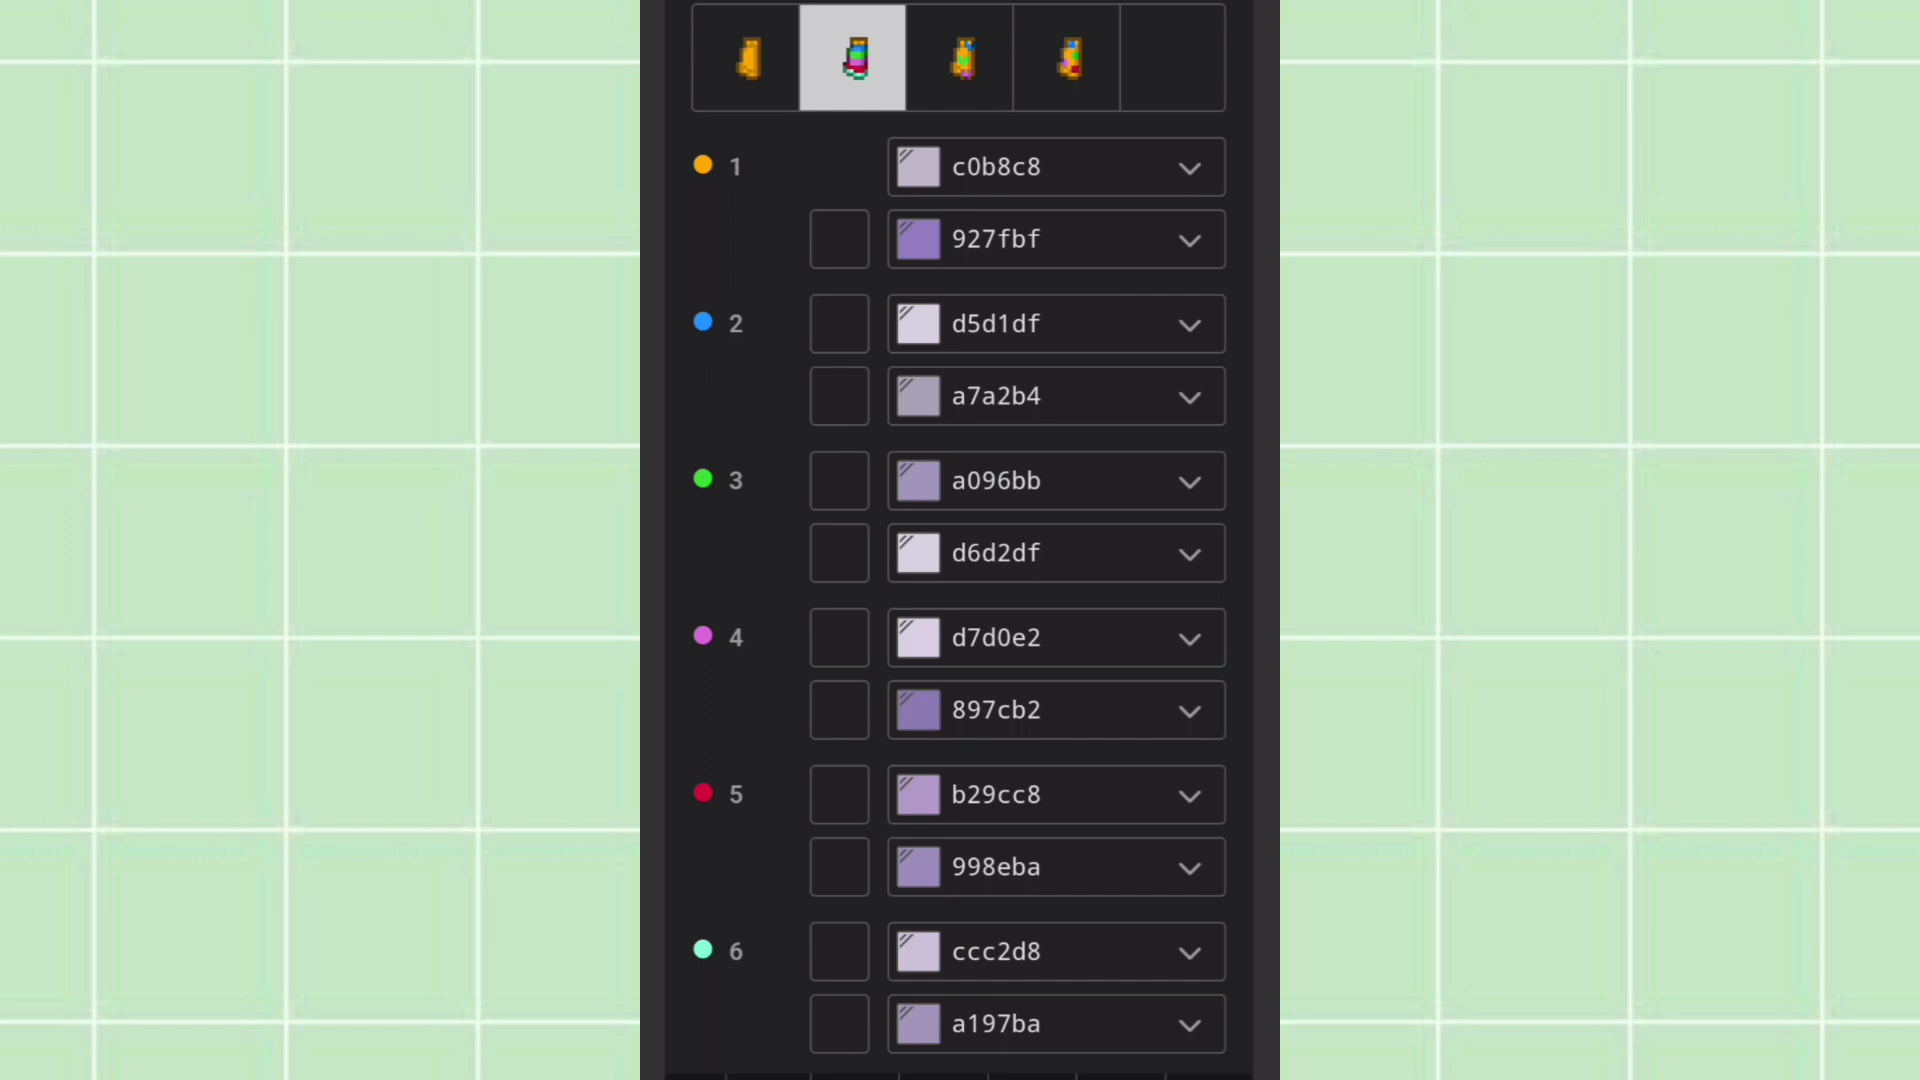 1 c0b8c8
927fbf
2 d5d1df
a7a2b4
3 a096bb
d6d2df
4 d7d0e2
897cb2
5 b29cc8
998eba
6 ccc2d8
a197ba